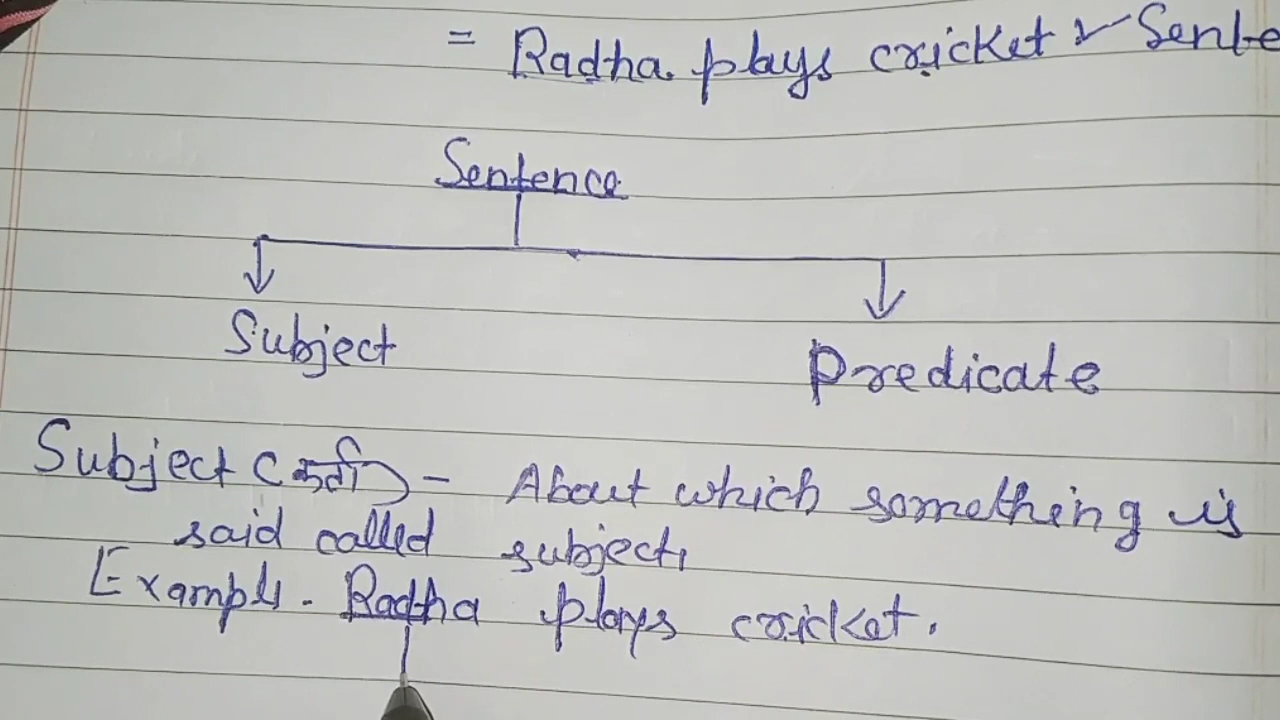 = Radha plays cricket ✓ Sente
Sentence
Subject
Predicate
Subject (कर्ता) - About which something is
said called subject,
Example. Radha plays cricket.